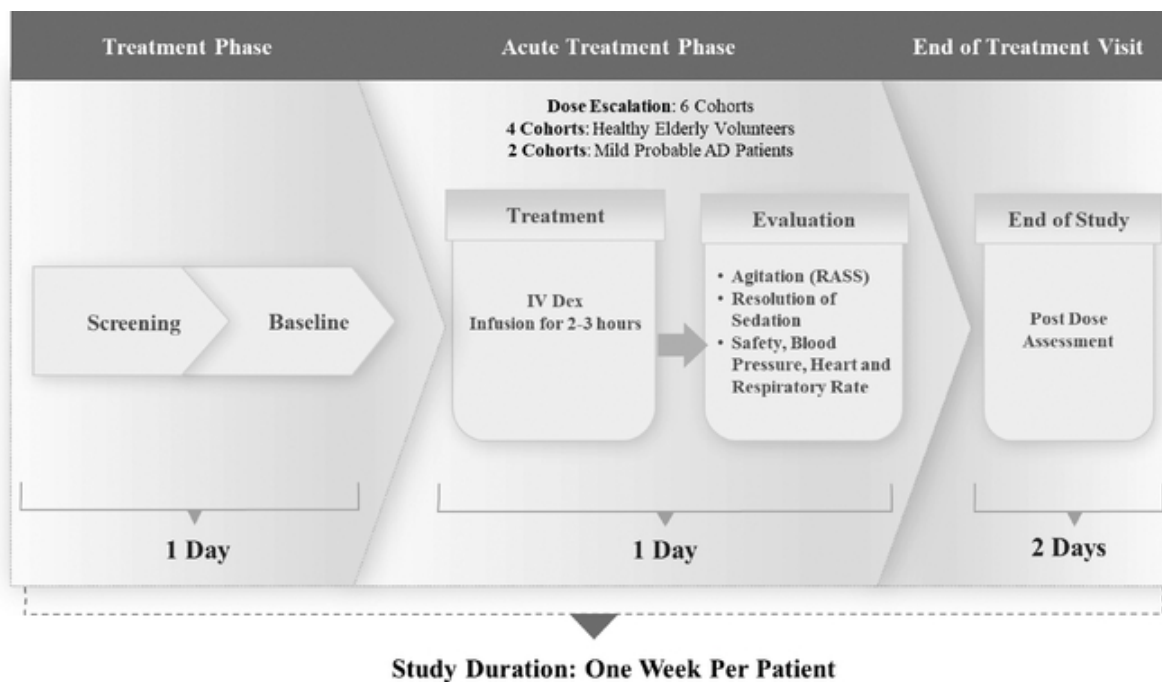 Treatment Phase
Acute Treatment Phase
End of Treatment Visit
Dose Escalation: 6 Cohorts
4 Cohorts: Healthy Elderly Volunteers
2 Cohorts: Mild Probable AD Patients
Screening
Baseline
Treatment
IV Dex
Infusion for 2-3 hours
Evaluation
• Agitation (RASS)
• Resolution of
Sedation
• Safety, Blood
Pressure, Heart and
Respiratory Rate
End of Study
Post Dose
Assessment
1 Day
1 Day
2 Days
Study Duration: One Week Per Patient